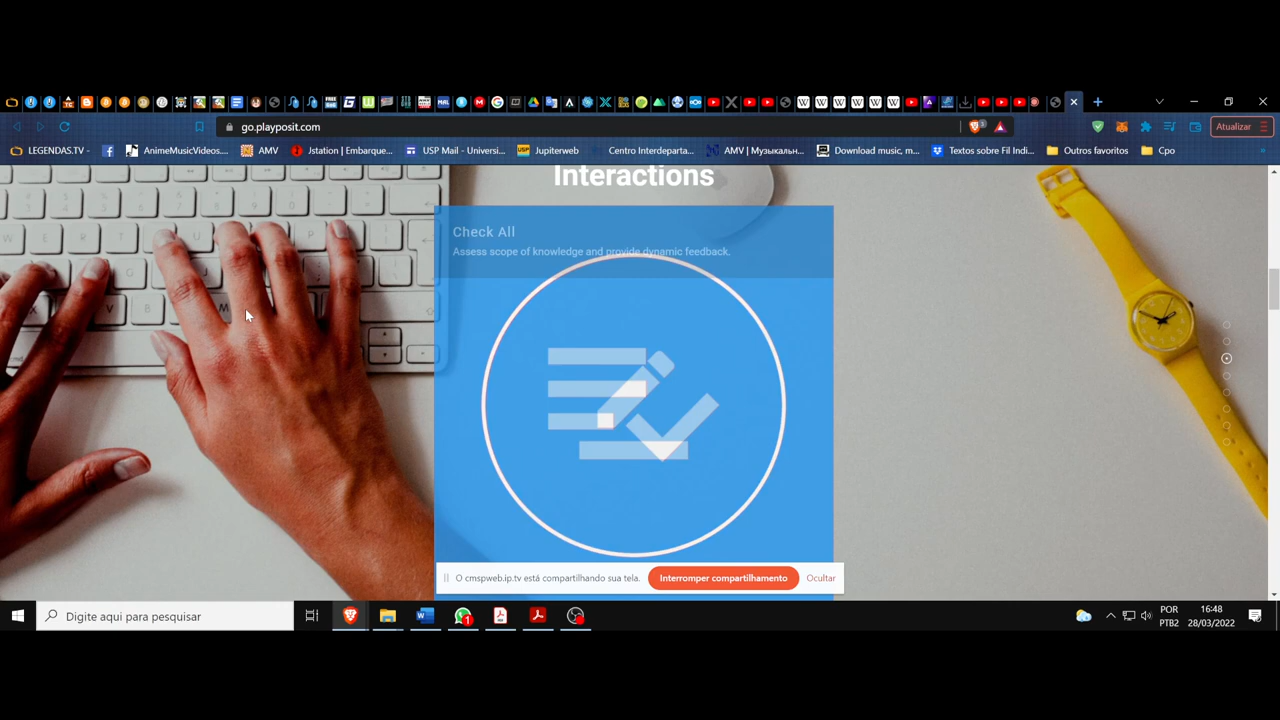 go.playposit.com
1
Atualizar
LEGENDAS.TV -
AnimeMusicVideos....
AMV
Jstation | Embarque...
USP Mail - Universi...
Jupiterweb
Centro Interdeparta...
AMV | Музыкальн...
Download music, m...
Textos sobre Fil Indi...
Outros favoritos
Cpo
Interactions
Check All
Assess scope of knowledge and provide dynamic feedback.
O cmspweb.ip.tv está compartilhando sua tela.
Interromper compartilhamento
Ocultar
Digite aqui para pesquisar
1
POR
PTB2
16:48
28/03/2022